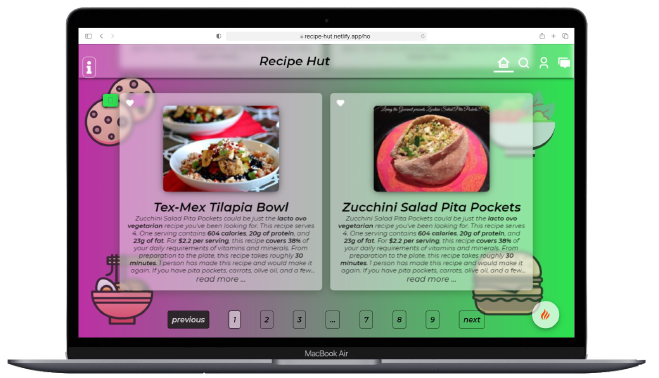 recipe-hut.netlify.app/ho
Recipe Hut
Tex-Mex Tilapia Bowl
Zucchini Salad Pita Pockets could be just the lacto ovo
vegetarian recipe you've been looking for. This recipe serves
4. One serving contains 604 calories, 20g of protein, and
23g of fat. For $2.2 per serving, this recipe covers 38% of
your daily requirements of vitamins and minerals. From
preparation to the plate, this recipe takes roughly 30
minutes. 1 person has made this recipe and would make it
again. If you have pita pockets, carrots, olive oil, and a few...
read more ...
Zucchini Salad Pita Pockets
Zucchini Salad Pita Pockets could be just the lacto ovo
vegetarian recipe you've been looking for. This recipe serves
4. One serving contains 604 calories, 20g of protein, and
23g of fat. For $2.2 per serving, this recipe covers 38% of
your daily requirements of vitamins and minerals. From
preparation to the plate, this recipe takes roughly 30
minutes. 1 person has made this recipe and would make it
again. If you have pita pockets, carrots, olive oil, and a few...
read more ...
previous 1 2 3 ... 7 8 9 next
MacBook Air